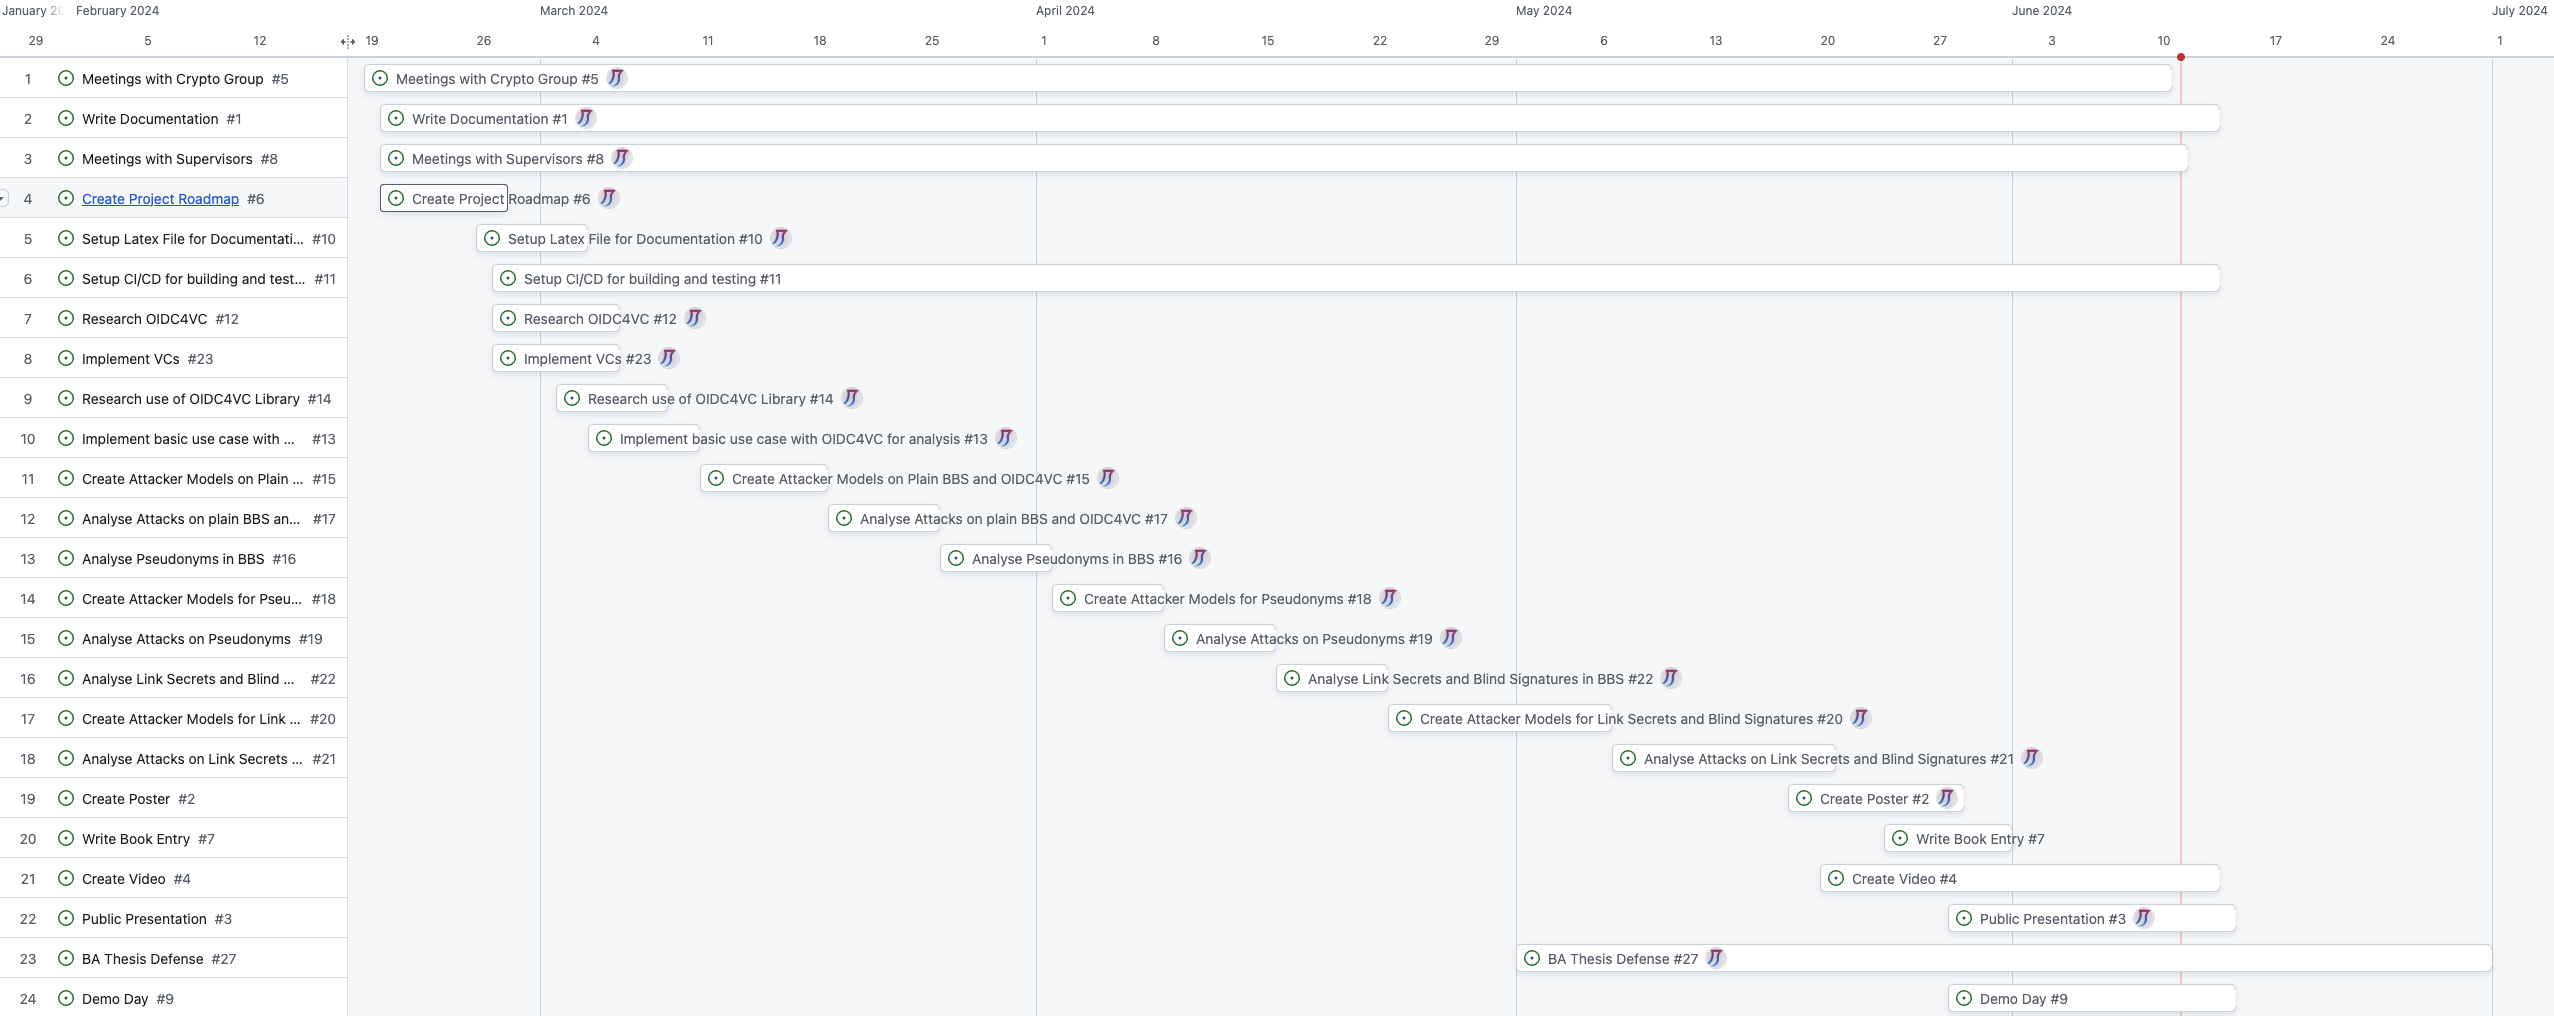 January 20 February 2024 March 2024 April 2024 May 2024 June 2024 July 2024
29 5 12 19 26 4 11 18 25 1 8 15 22 29 6 13 20 27 3 10 17 24 1
1 Meetings with Crypto Group #5 Meetings with Crypto Group #5
2 Write Documentation #1 Write Documentation #1
3 Meetings with Supervisors #8 Meetings with Supervisors #8
4 Create Project Roadmap #6 Create Project Roadmap #6
5 Setup Latex File for Documentati... #10 Setup Latex File for Documentation #10
6 Setup CI/CD for building and test... #11 Setup CI/CD for building and testing #11
7 Research OIDC4VC #12 Research OIDC4VC #12
8 Implement VCs #23 Implement VCs #23
9 Research use of OIDC4VC Library #14 Research use of OIDC4VC Library #14
10 Implement basic use case with ... #13 Implement basic use case with OIDC4VC for analysis #13
11 Create Attacker Models on Plain ... #15 Create Attacker Models on Plain BBS and OIDC4VC #15
12 Analyse Attacks on plain BBS an... #17 Analyse Attacks on plain BBS and OIDC4VC #17
13 Analyse Pseudonyms in BBS #16 Analyse Pseudonyms in BBS #16
14 Create Attacker Models for Pseu... #18 Create Attacker Models for Pseudonyms #18
15 Analyse Attacks on Pseudonyms #19 Analyse Attacks on Pseudonyms #19
16 Analyse Link Secrets and Blind ... #22 Analyse Link Secrets and Blind Signatures in BBS #22
17 Create Attacker Models for Link ... #20 Create Attacker Models for Link Secrets and Blind Signatures #20
18 Analyse Attacks on Link Secrets ... #21 Analyse Attacks on Link Secrets and Blind Signatures #21
19 Create Poster #2 Create Poster #2
20 Write Book Entry #7 Write Book Entry #7
21 Create Video #4 Create Video #4
22 Public Presentation #3 Public Presentation #3
23 BA Thesis Defense #27 BA Thesis Defense #27
24 Demo Day #9 Demo Day #9